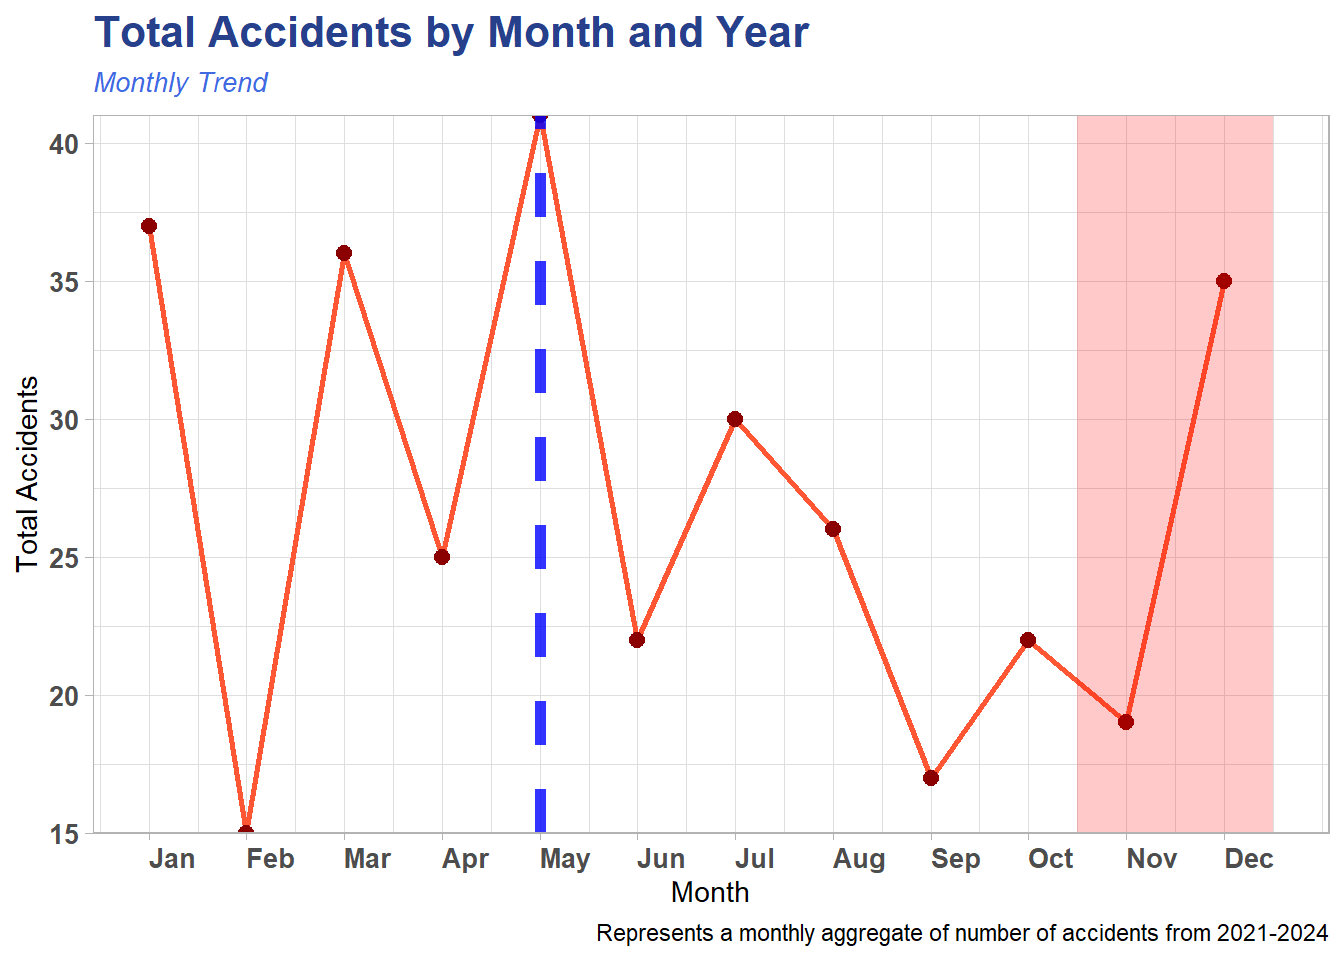 Total Accidents by Month and Year
Monthly Trend
Total Accidents
40
35
30
25
20
15
Jan Feb Mar Apr May Jun Jul Aug Sep Oct Nov Dec
Month
Represents a monthly aggregate of number of accidents from 2021-2024